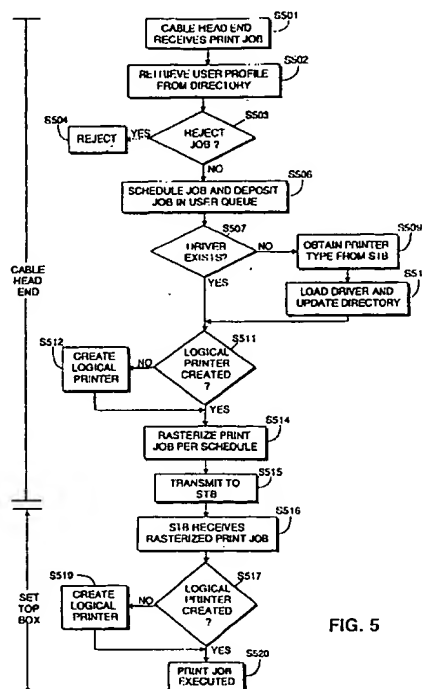 S501
CABLE HEAD END
RECEIVES PRINT JOB
S502
RETRIEVE USER PROFILE
FROM DIRECTORY
S503
S504
REJECT
YES
REJECT
JOB ?
NO
S506
SCHEDULE JOB AND DEPOSIT
JOB IN USER QUEUE
S507
DRIVER
EXISTS?
NO
S509
OBTAIN PRINTER
TYPE FROM STB
YES
S51
LOAD DRIVER AND
UPDATE DIRECTORY
CABLE
HEAD
END
S512
CREATE
LOGICAL
PRINTER
NO
S511
LOGICAL
PRINTER
CREATED
?
YES
S514
RASTERIZE PRINT
JOB PER SCHEDULE
S515
TRANSMIT TO
STB
S516
STB RECEIVES
RASTERIZED PRINT JOB
SET
TOP
BOX
S519
CREATE
LOGICAL
PRINTER
NO
S517
LOGICAL
PRINTER
CREATED
?
YES
S520
PRINT JOB
EXECUTED
FIG. 5